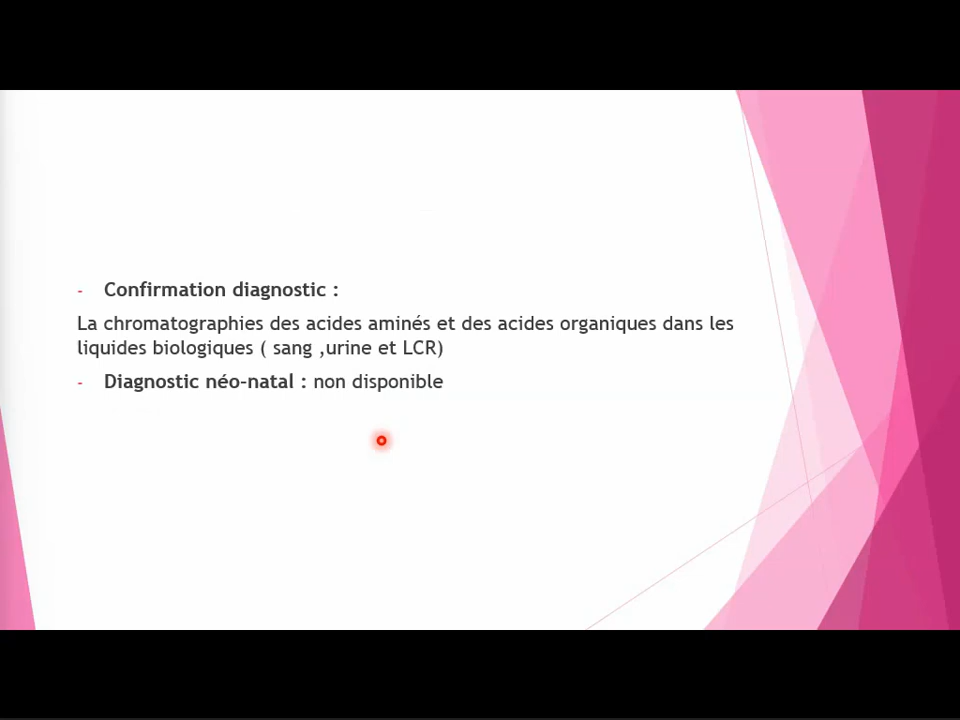 - Confirmation diagnostic :
La chromatographies des acides aminés et des acides organiques dans les
liquides biologiques ( sang ,urine et LCR)
- Diagnostic néo-natal : non disponible